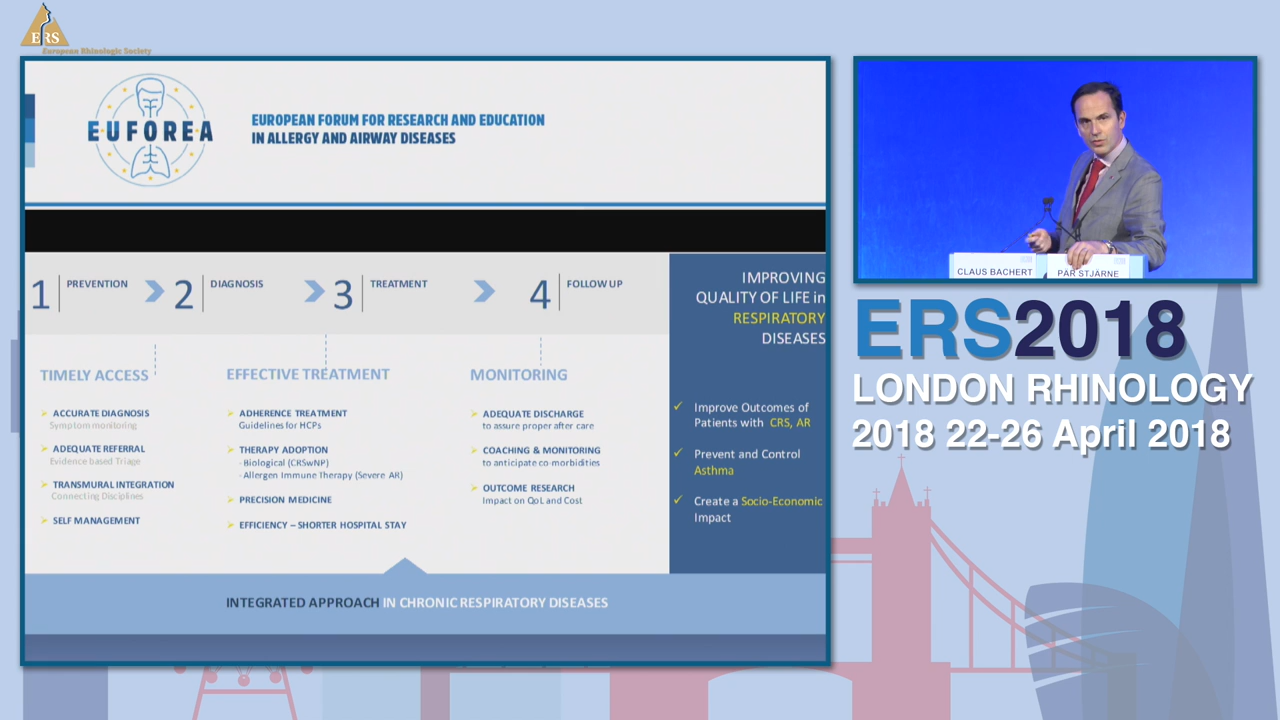 ERS
European Rhinologic Society
EUFOREA
EUROPEAN FORUM FOR RESEARCH AND EDUCATION
IN ALLERGY AND AIRWAY DISEASES
1 PREVENTION
2 DIAGNOSIS
3 TREATMENT
4 FOLLOW UP
TIMELY ACCESS
ACCURATE DIAGNOSIS
Symptom monitoring
ADEQUATE REFERRAL
Evidence based Triage
TRANSMURAL INTEGRATION
Connecting Disciplines
SELF MANAGEMENT
EFFECTIVE TREATMENT
ADHERENCE TREATMENT
Guidelines for HCPs
THERAPY ADOPTION
- Biological (CRSwNP)
- Allergen Immune Therapy (Severe AR)
PRECISION MEDICINE
EFFICIENCY – SHORTER HOSPITAL STAY
MONITORING
ADEQUATE DISCHARGE
to assure proper after care
COACHING & MONITORING
to anticipate co-morbidities
OUTCOME RESEARCH
Impact on QoL and Cost
IMPROVING
QUALITY OF LIFE in
RESPIRATORY
DISEASES
Improve Outcomes of
Patients with CRS, AR
Prevent and Control
Asthma
Create a Socio-Economic
Impact
INTEGRATED APPROACH IN CHRONIC RESPIRATORY DISEASES
CLAUS BACHERT
PÄR STJÄRNE
ERS2018
LONDON RHINOLOGY
2018 22-26 April 2018